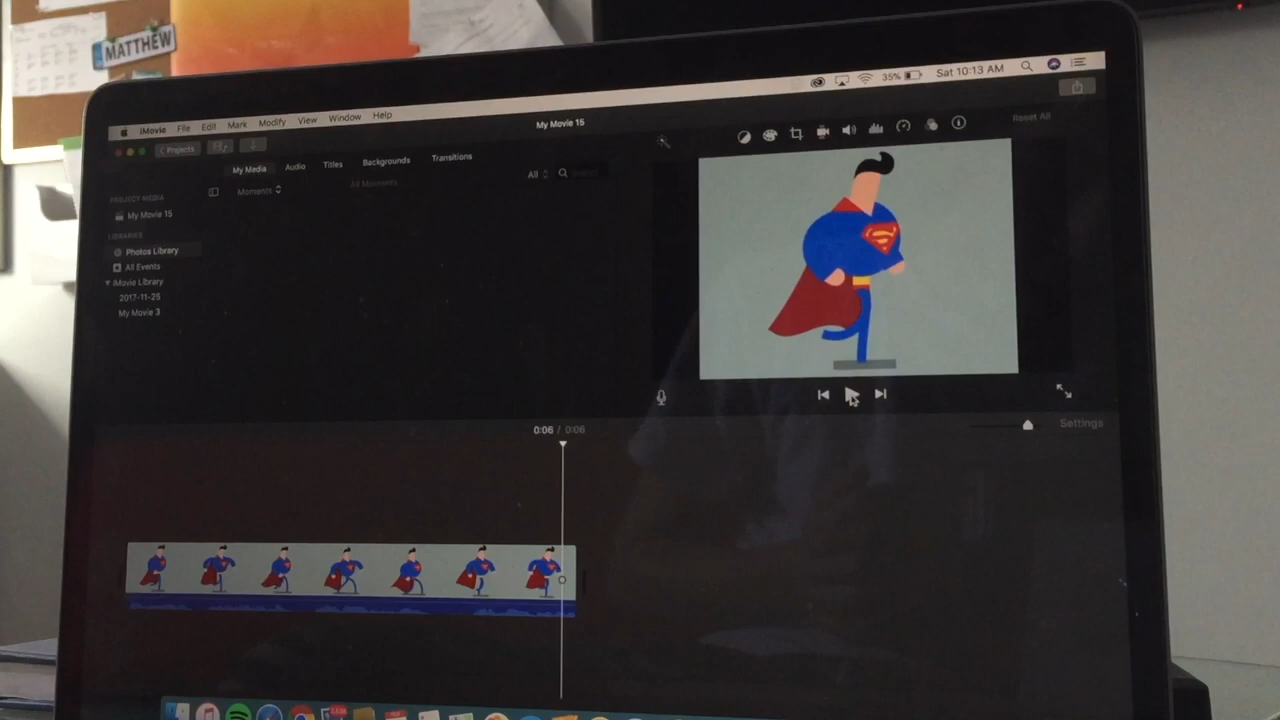 MATTHEW
iMovie File Edit Mark Modify View Window Help
35% Sat 10:13 AM
Projects
My Movie 15
Reset All
My Media Audio Titles Backgrounds Transitions
Moments All Moments All Search
PROJECT MEDIA
My Movie 15
LIBRARIES
Photos Library
All Events
iMovie Library
2017-11-25
My Movie 3
S
0:06 / 0:06
Settings